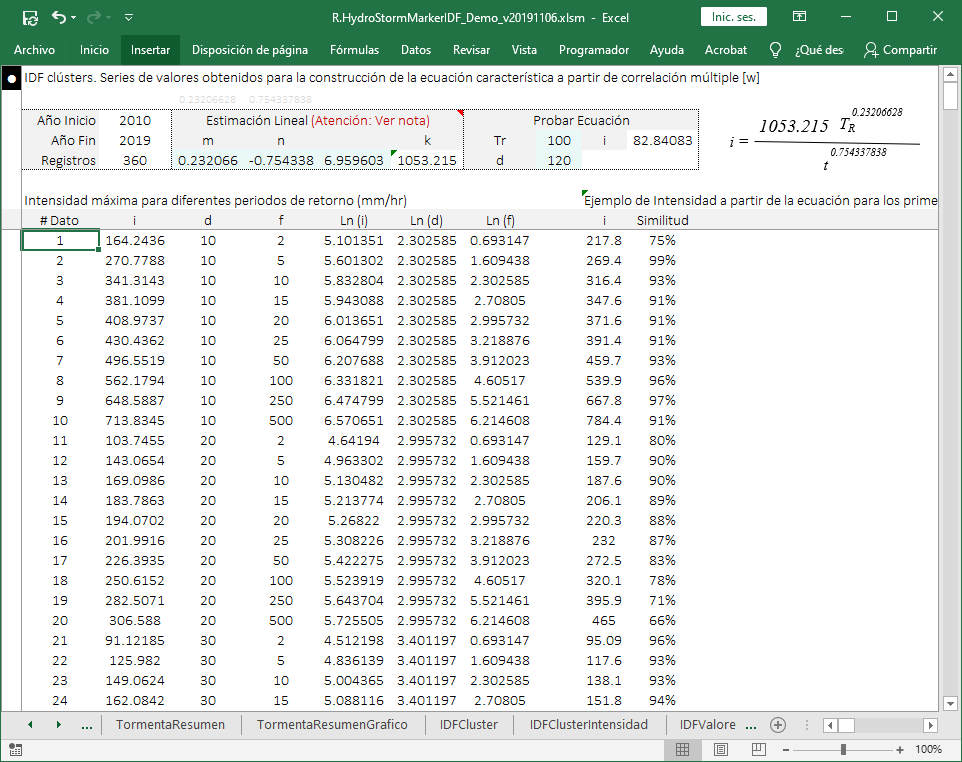 R.HydroStormMarkerIDF_Demo_v20191106.xlsm - Excel
Inic. ses.
Archivo Inicio Insertar Disposición de página Fórmulas Datos Revisar Vista Programador Ayuda Acrobat ¿Qué des Compartir
IDF clústers. Series de valores obtenidos para la construcción de la ecuación característica a partir de correlación múltiple [w]
0.23206628 0.754337838
Año Inicio 2010 Estimación Lineal (Atención: Ver nota) Probar Ecuación
Año Fin 2019 m n k Tr 100 i 82.84083
Registros 360 0.232066 -0.754338 6.959603 1053.215 d 120
i = 1053.215 TR 0.23206628
t 0.754337838
Intensidad máxima para diferentes periodos de retorno (mm/hr) Ejemplo de Intensidad a partir de la ecuación para los prime
# Dato i d f Ln (i) Ln (d) Ln (f) i Similitud
1 164.2436 10 2 5.101351 2.302585 0.693147 217.8 75%
2 270.7788 10 5 5.601302 2.302585 1.609438 269.4 99%
3 341.3143 10 10 5.832804 2.302585 2.302585 316.4 93%
4 381.1099 10 15 5.943088 2.302585 2.70805 347.6 91%
5 408.9737 10 20 6.013651 2.302585 2.995732 371.6 91%
6 430.4362 10 25 6.064799 2.302585 3.218876 391.4 91%
7 496.5519 10 50 6.207688 2.302585 3.912023 459.7 93%
8 562.1794 10 100 6.331821 2.302585 4.60517 539.9 96%
9 648.5887 10 250 6.474799 2.302585 5.521461 667.8 97%
10 713.8345 10 500 6.570651 2.302585 6.214608 784.4 91%
11 103.7455 20 2 4.64194 2.995732 0.693147 129.1 80%
12 143.0654 20 5 4.963302 2.995732 1.609438 159.7 90%
13 169.0986 20 10 5.130482 2.995732 2.302585 187.6 90%
14 183.7863 20 15 5.213774 2.995732 2.70805 206.1 89%
15 194.0702 20 20 5.26822 2.995732 2.995732 220.3 88%
16 201.9916 20 25 5.308226 2.995732 3.218876 232 87%
17 226.3935 20 50 5.422275 2.995732 3.912023 272.5 83%
18 250.6152 20 100 5.523919 2.995732 4.60517 320.1 78%
19 282.5071 20 250 5.643704 2.995732 5.521461 395.9 71%
20 306.588 20 500 5.725505 2.995732 6.214608 465 66%
21 91.12185 30 2 4.512198 3.401197 0.693147 95.09 96%
22 125.982 30 5 4.836139 3.401197 1.609438 117.6 93%
23 149.0624 30 10 5.004365 3.401197 2.302585 138.1 93%
24 162.0842 30 15 5.088116 3.401197 2.70805 151.8 94%
... TormentaResumen TormentaResumenGrafico IDFCluster IDFClusterIntensidad IDFValore ...
100%